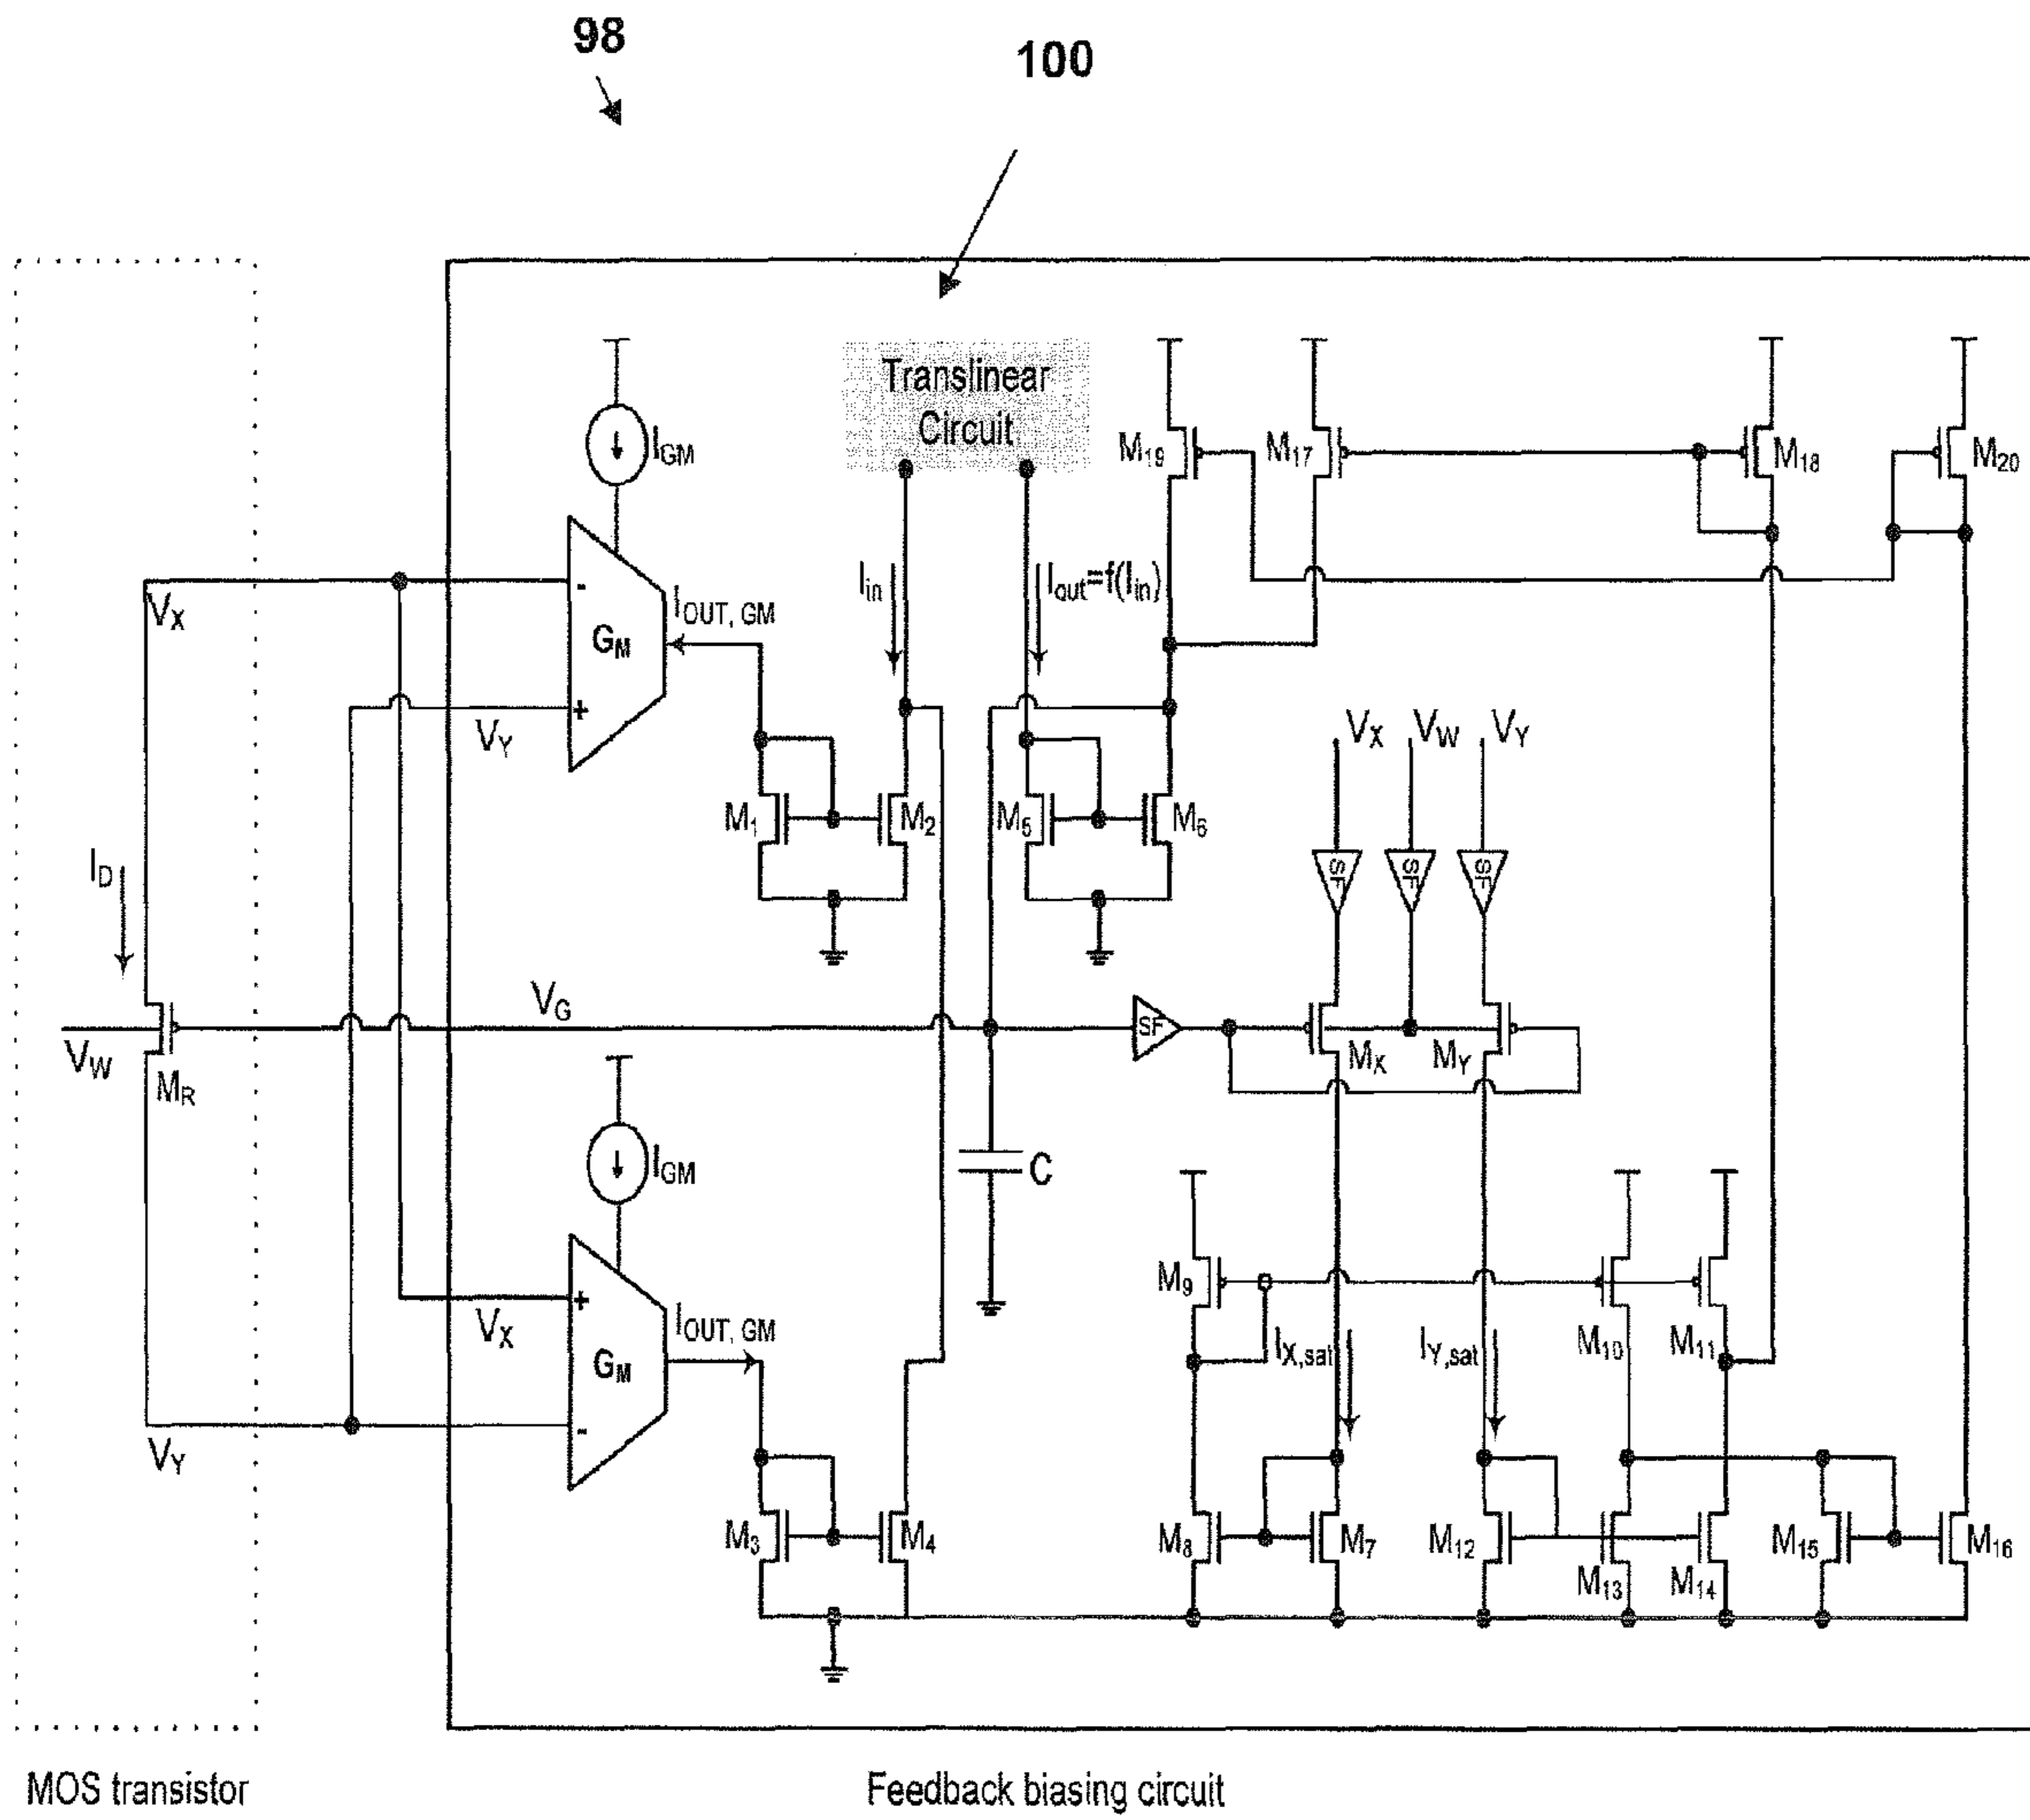 98
100
Translinear
Circuit
M19
M17
M18
M20
IGM
Iin
Iout=f(Iin)
VX
-
IOUT, GM
GM
+
VY
VX
VW
VY
M1
M2
M5
M6
ID
SF
SF
SF
VG
SF
VW
MR
MX
MY
IGM
C
M9
+
VX
IOUT, GM
IX,sat
IY,sat
M10
M11
GM
-
VY
M3
M4
M8
M7
M12
M13
M14
M15
M16
MOS transistor
Feedback biasing circuit